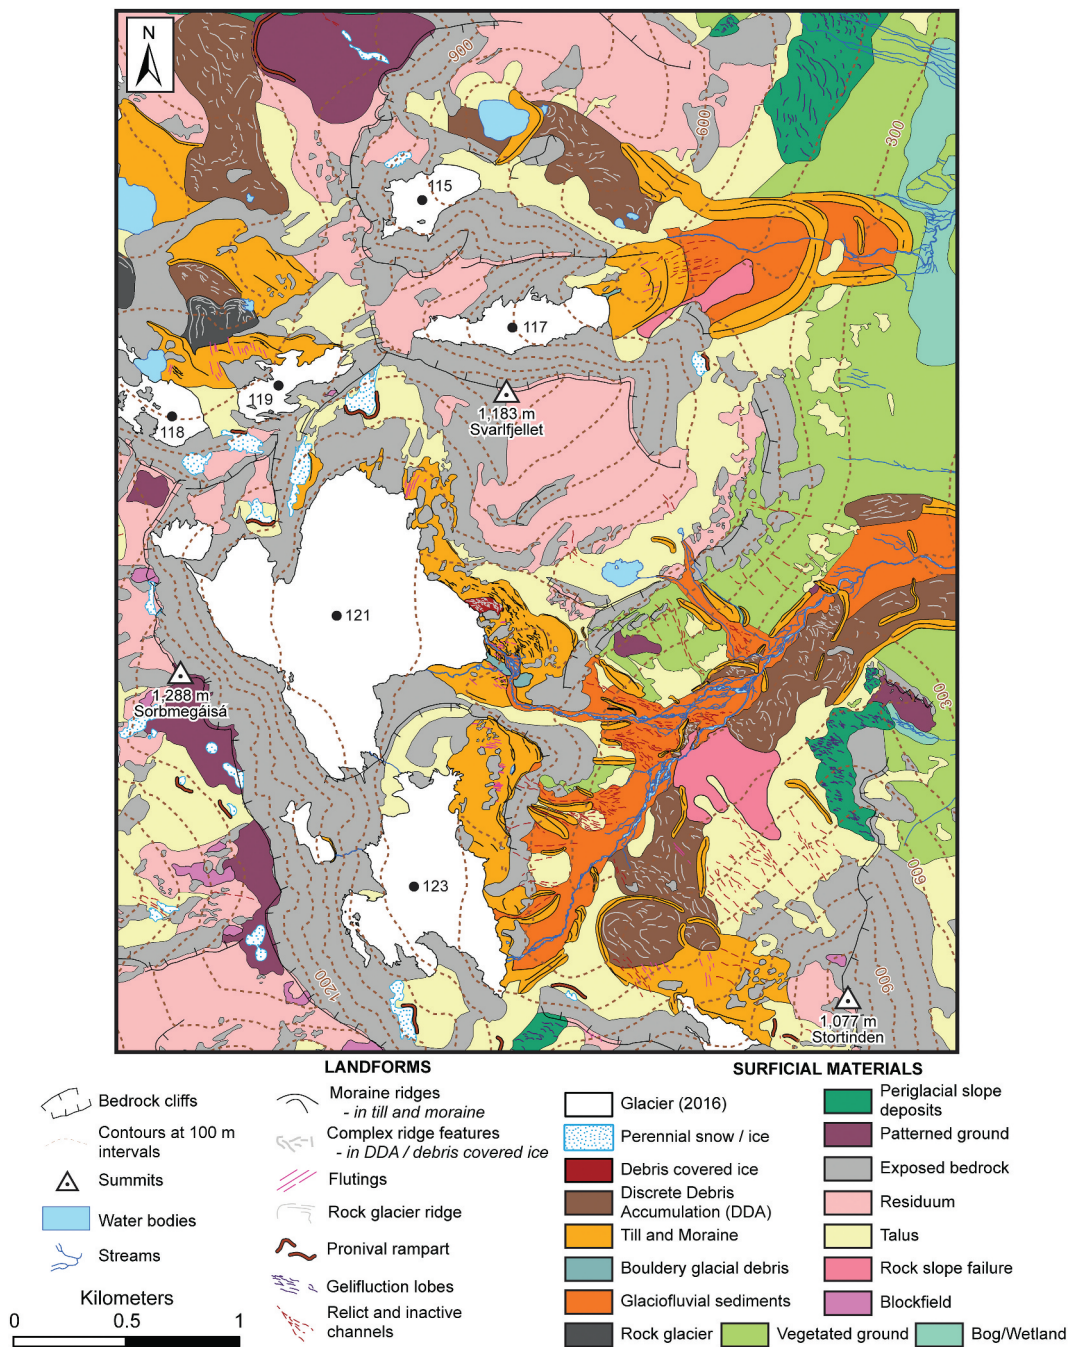 N
900
600
300
115
117
119
118
1,183 m
Svarlfjellet
121
1,288 m
Sorbmegáisá
300
123
600
1200
900
1,077 m
Stortinden
LANDFORMS
Bedrock cliffs
Contours at 100 m
intervals
Summits
Water bodies
Streams
Kilometers
0 0.5 1
Moraine ridges
- in till and moraine
Complex ridge features
- in DDA / debris covered ice
Flutings
Rock glacier ridge
Pronival rampart
Gelifluction lobes
Relict and inactive
channels
SURFICIAL MATERIALS
Glacier (2016)
Perennial snow / ice
Debris covered ice
Discrete Debris
Accumulation (DDA)
Till and Moraine
Bouldery glacial debris
Glaciofluvial sediments
Rock glacier
Periglacial slope
deposits
Patterned ground
Exposed bedrock
Residuum
Talus
Rock slope failure
Blockfield
Vegetated ground
Bog/Wetland